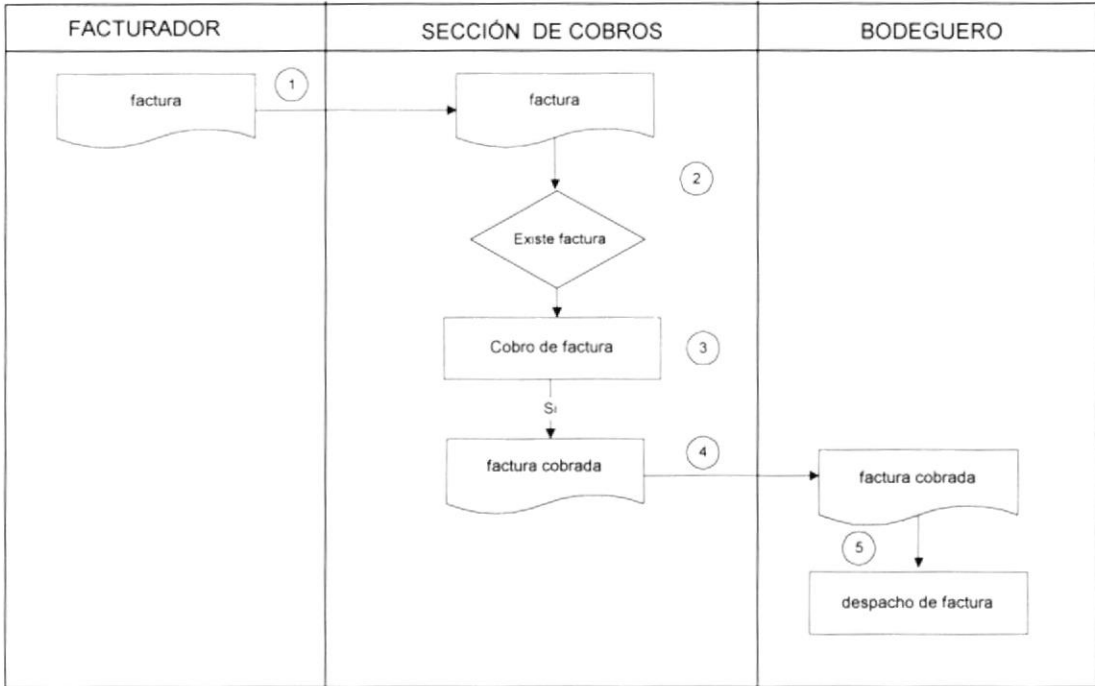 FACTURADOR
SECCIÓN DE COBROS
BODEGUERO
factura
1
factura
2
Existe factura
Cobro de factura
3
Si
factura cobrada
4
factura cobrada
5
despacho de factura